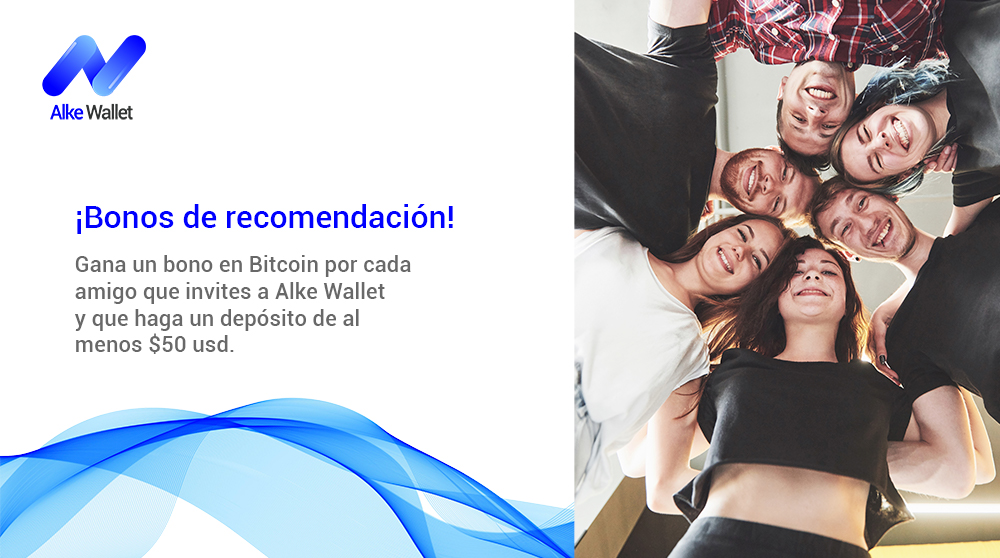 Alke Wallet
¡Bonos de recomendación!
Gana un bono en Bitcoin por cada
amigo que invites a Alke Wallet
y que haga un depósito de al
menos $50 usd.